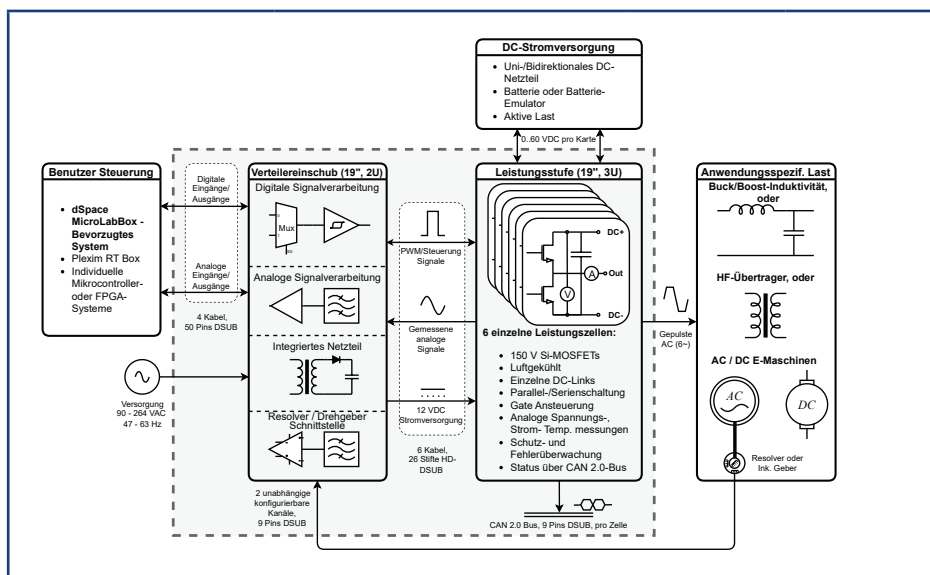 DC-Stromversorgung
• Uni-/Bidirektionales DC-
Netzteil
• Batterie oder Batterie-
Emulator
• Aktive Last
0..60 VDC pro Karte
Benutzer Steuerung
• dSpace
MicroLabBox -
Bevorzugtes
System
• Plexim RT Box
• Individuelle
Mikrocontroller-
oder FPGA-
Systeme
Digitale
Eingänge/
Ausgänge
Analoge
Eingänge/
Ausgänge
4 Kabel,
50 Pins DSUB
Versorgung
90 - 264 VAC
47 - 63 Hz
Verteilereinschub (19", 2U)
Digitale Signalverarbeitung
Mux
Analoge Signalverarbeitung
Integriertes Netzteil
Resolver / Drehgeber
Schnittstelle
2 unabhängige
konfigurierbare
Kanäle,
9 Pins DSUB
PWM/Steuerung
Signale
Gemessene
analoge
Signale
12 VDC
Stromversorgung
6 Kabel,
26 Stifte HD-
DSUB
Leistungsstufe (19", 3U)
DC+
A
Out
V
DC-
6 einzelne Leistungszellen:
• 150 V Si-MOSFETs
• Luftgekühlt
• Einzelne DC-Links
• Parallel-/Serienschaltung
• Gate Ansteuerung
• Analoge Spannungs-,
Strom- Temp. messungen
• Schutz- und
Fehlerüberwachung
• Status über CAN 2.0-Bus
CAN 2.0 Bus, 9 Pins DSUB, pro Zelle
Gepulste
AC (6~)
Anwendungsspezif. Last
Buck/Boost-Induktivität,
oder
HF-Übertrager, oder
AC / DC E-Maschinen
AC
DC
Resolver oder
Ink. Geber